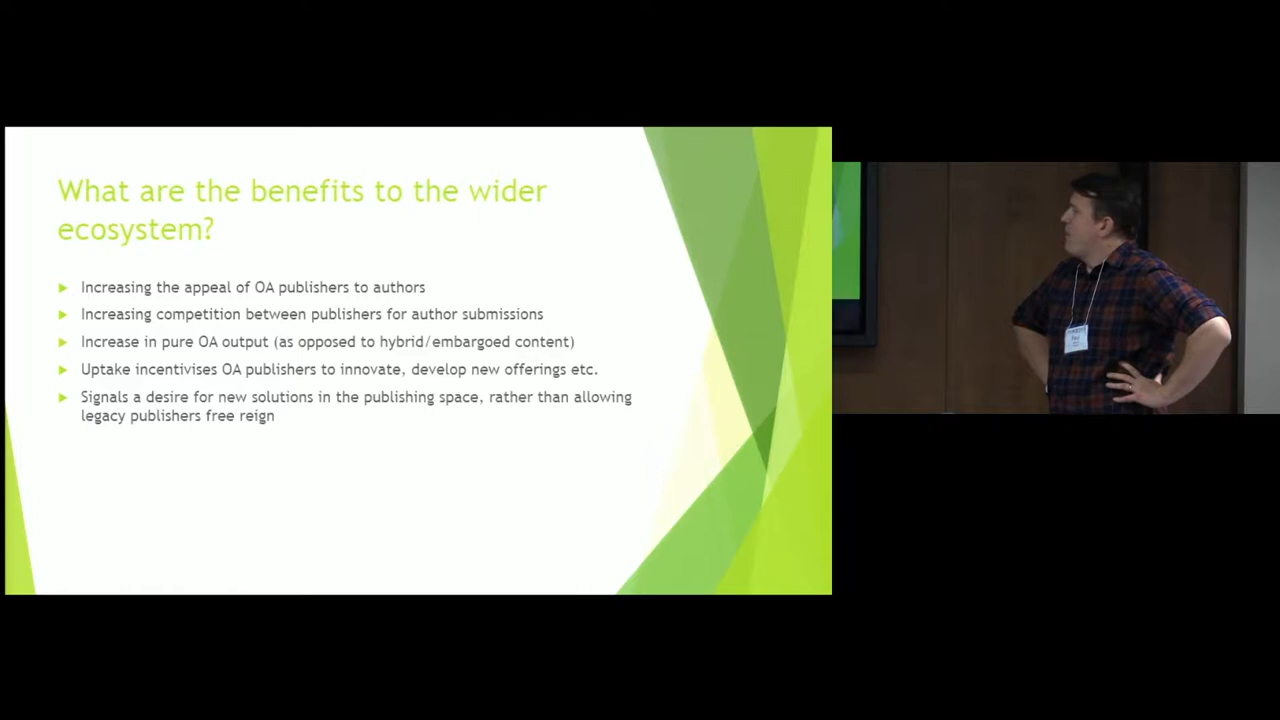 What are the benefits to the wider
ecosystem?
Increasing the appeal of OA publishers to authors
Increasing competition between publishers for author submissions
Increase in pure OA output (as opposed to hybrid/embargoed content)
Uptake incentivises OA publishers to innovate, develop new offerings etc.
Signals a desire for new solutions in the publishing space, rather than allowing
legacy publishers free reign